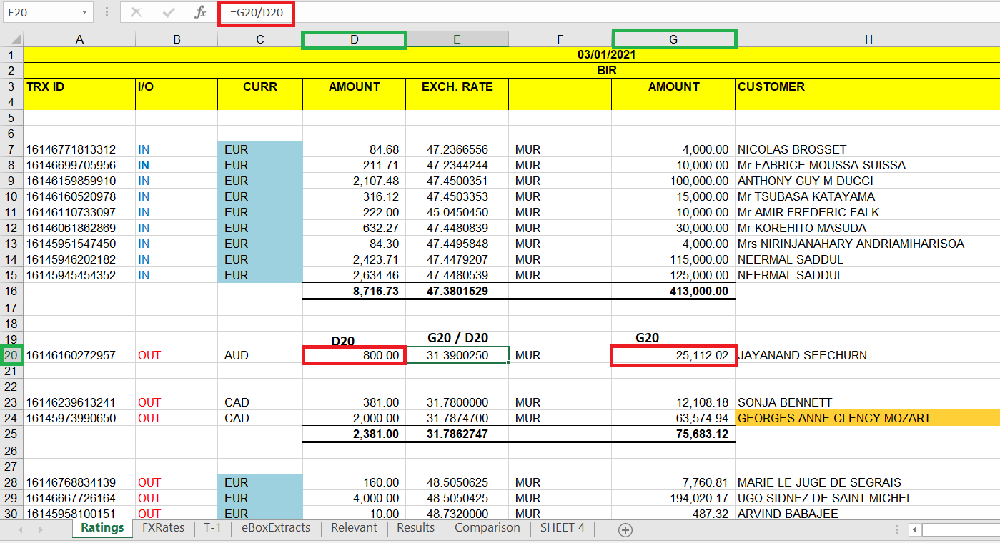 E20 fx =G20/D20
A B C D E F G H
1 03/01/2021
2 BIR
3 TRX ID I/O CURR AMOUNT EXCH. RATE AMOUNT CUSTOMER
4
5
6
7 16146771813312 IN EUR 84.68 47.2366556 MUR 4,000.00 NICOLAS BROSSET
8 16146699705956 IN EUR 211.71 47.2344244 MUR 10,000.00 Mr FABRICE MOUSSA-SUISSA
9 16146159859910 IN EUR 2,107.48 47.4500351 MUR 100,000.00 ANTHONY GUY M DUCCI
10 16146160520978 IN EUR 316.12 47.4503353 MUR 15,000.00 Mr TSUBASA KATAYAMA
11 16146110733097 IN EUR 222.00 45.0450450 MUR 10,000.00 Mr AMIR FREDERIC FALK
12 16146061862869 IN EUR 632.27 47.4480839 MUR 30,000.00 Mr KOREHITO MASUDA
13 16145951547450 IN EUR 84.30 47.4495848 MUR 4,000.00 Mrs NIRINJANAHARY ANDRIAMIHARISOA
14 16145946202182 IN EUR 2,423.71 47.4479207 MUR 115,000.00 NEERMAL SADDUL
15 16145945454352 IN EUR 2,634.46 47.4480539 MUR 125,000.00 NEERMAL SADDUL
16 8,716.73 47.3801529 413,000.00
17
18
19 D20 G20 / D20 G20
20 16146160272957 OUT AUD 800.00 31.3900250 MUR 25,112.02 JAYANAND SEECHURN
21
22
23 16146239613241 OUT CAD 381.00 31.7800000 MUR 12,108.18 SONJA BENNETT
24 16145973990650 OUT CAD 2,000.00 31.7874700 MUR 63,574.94 GEORGES ANNE CLENCY MOZART
25 2,381.00 31.7862747 75,683.12
26
27
28 16146768834139 OUT EUR 160.00 48.5050625 MUR 7,760.81 MARIE LE JUGE DE SEGRAIS
29 16146667726164 OUT EUR 4,000.00 48.5050425 MUR 194,020.17 UGO SIDNEZ DE SAINT MICHEL
30 16145958100151 OUT EUR 10.00 48.7320000 MUR 487.32 ARVIND BABAJEE
Ratings FXRates T-1 eBoxExtracts Relevant Results Comparison SHEET 4